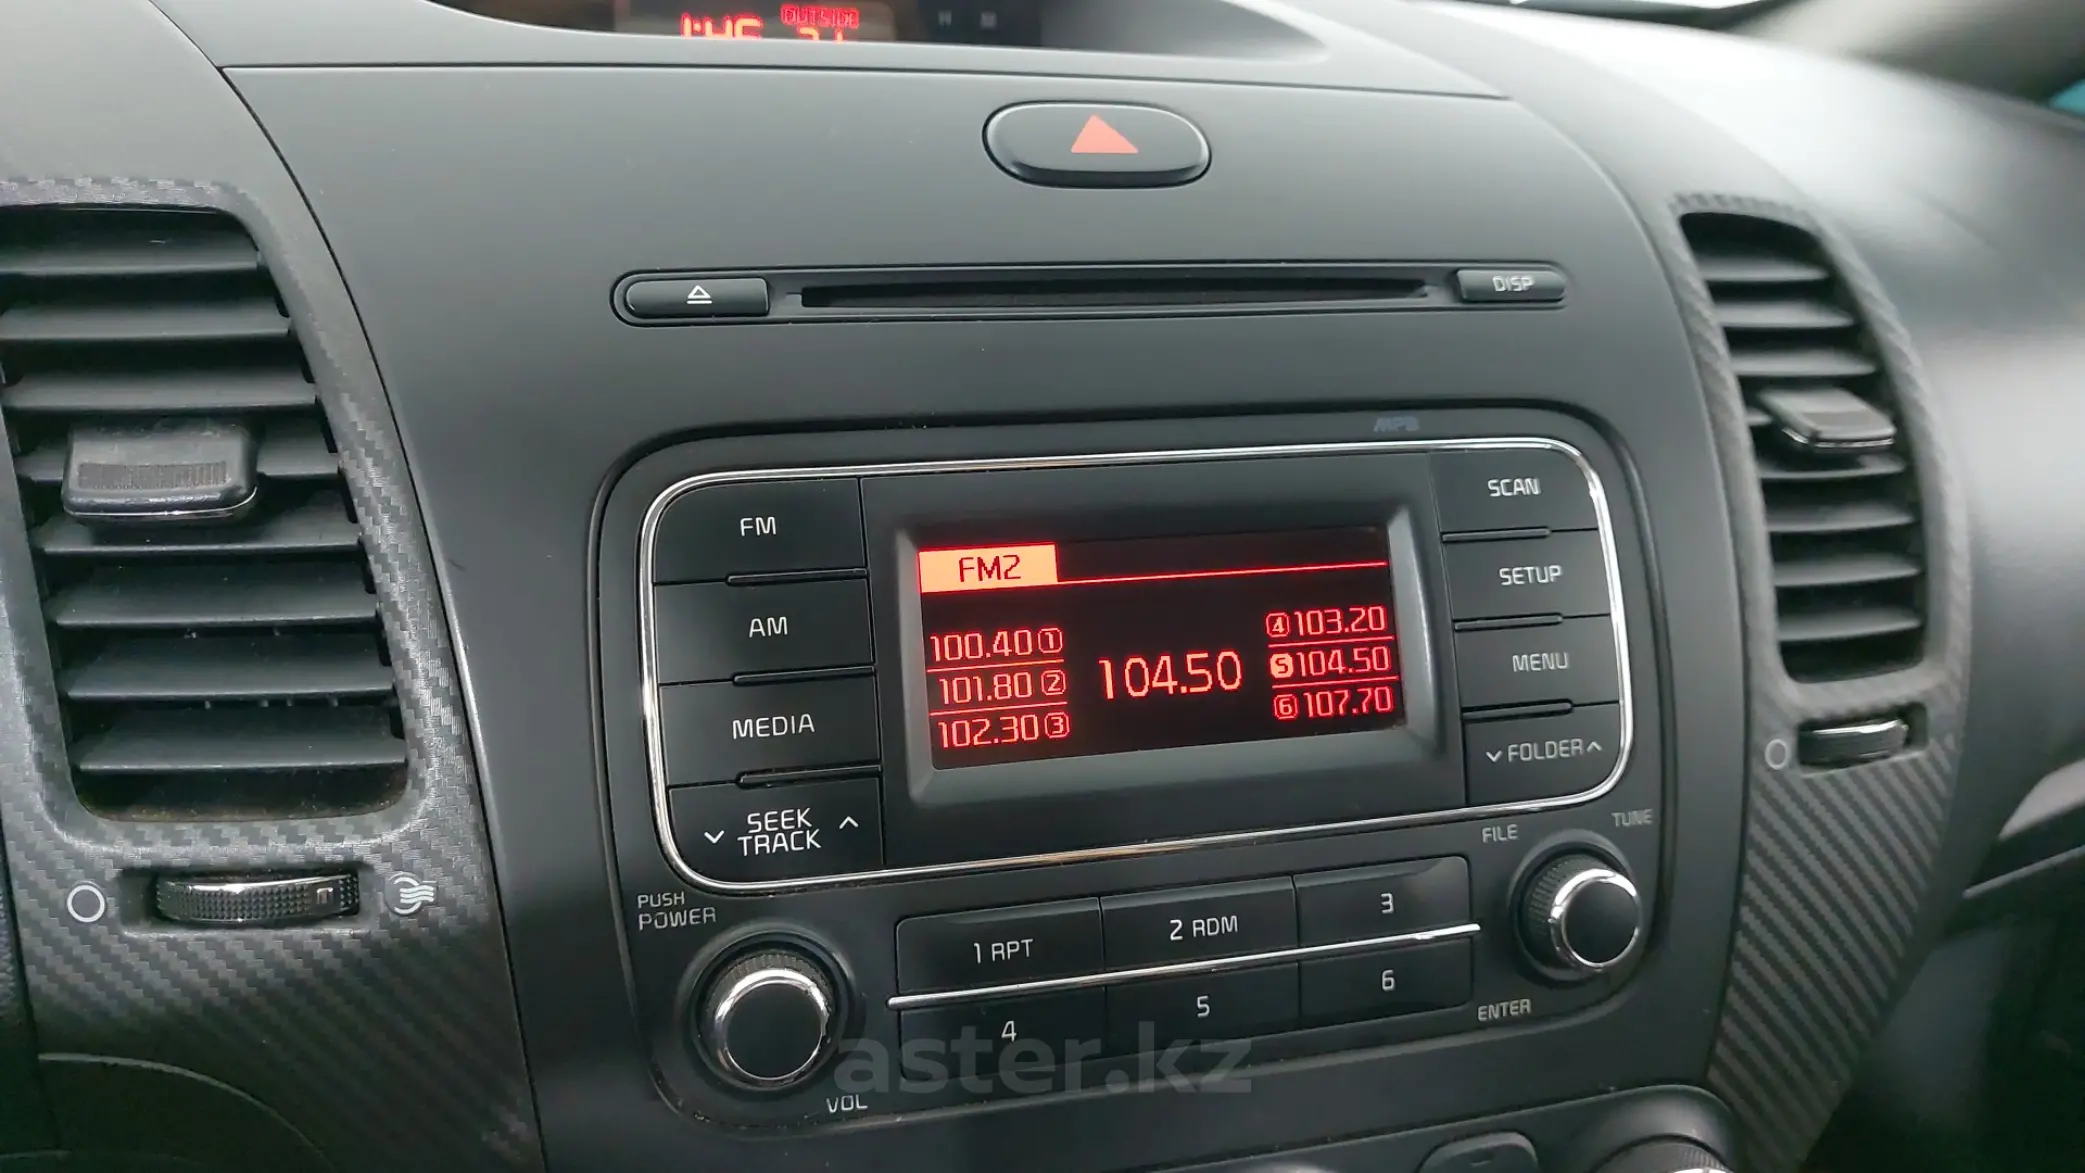 OUTSIDE
DISP
MP3
FM
AM
MEDIA
SEEK
TRACK
FM2
100.40 1
101.80 2
102.30 3
104.50
4 103.20
5 104.50
6 107.70
SCAN
SETUP
MENU
FOLDER
FILE
TUNE
PUSH
POWER
VOL
1 RPT
2 RDM
3
4
5
6
ENTER
aster.kz